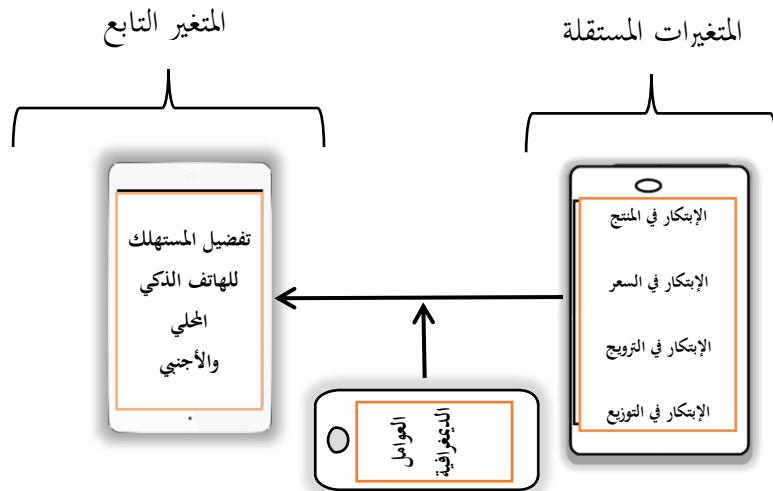 المتغيرات المستقلة
المتغير التابع
الإبتكار في المنتج
الإبتكار في السعر
الإبتكار في الترويج
الإبتكار في التوزيع
تفضيل المستهلك
للهاتف الذكي
المحلي
والأجنبي
العوامل
الديمغرافية